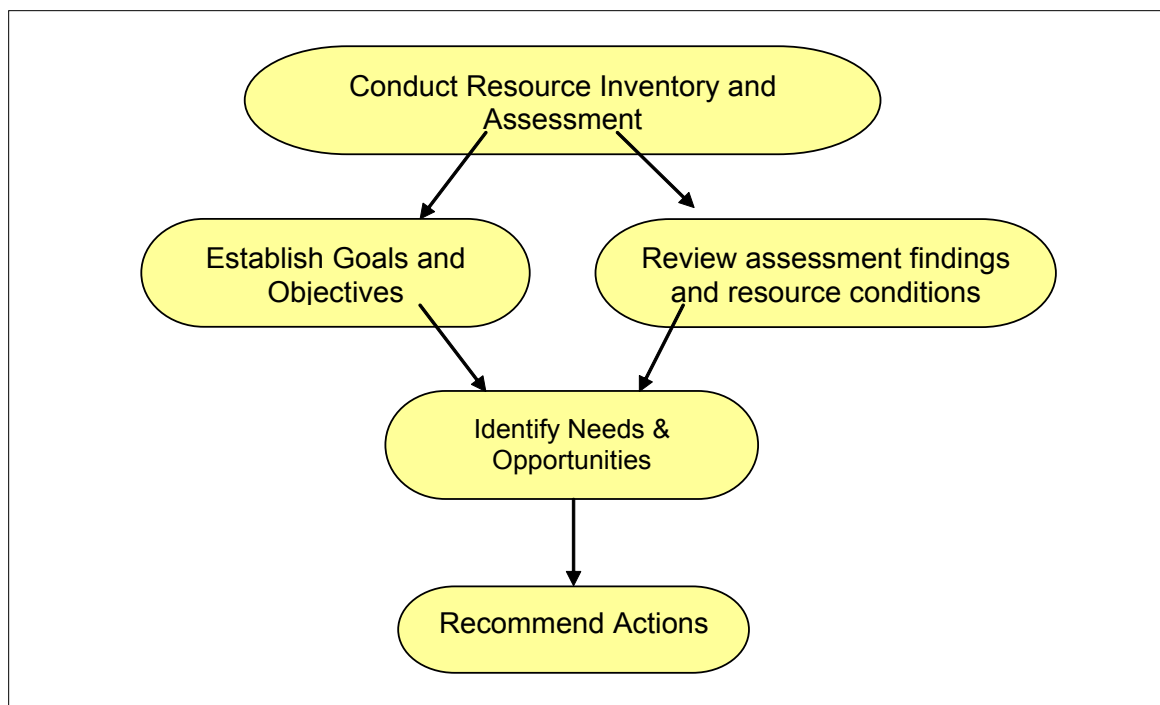 Conduct Resource Inventory and
Assessment
Establish Goals and
Objectives
Review assessment findings
and resource conditions
Identify Needs &
Opportunities
Recommend Actions